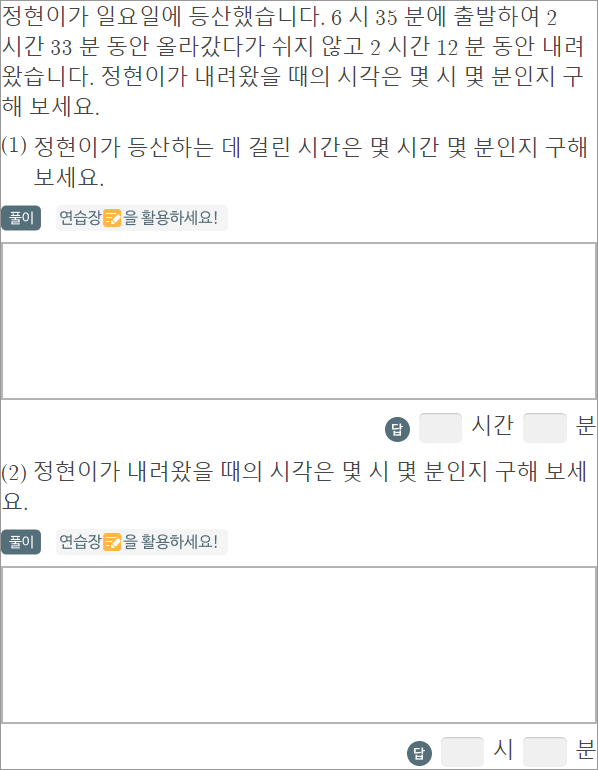 정현이가 일요일에 등산했습니다. 6 시 35 분에 출발하여 2
시간 33 분 동안 올라갔다가 쉬지 않고 2 시간 12 분 동안 내려
왔습니다. 정현이가 내려왔을 때의 시각은 몇 시 몇 분인지 구
해 보세요.
(1) 정현이가 등산하는 데 걸린 시간은 몇 시간 몇 분인지 구해
보세요.
풀이 연습장을 활용하세요!
답 시간 분
(2) 정현이가 내려왔을 때의 시각은 몇 시 몇 분인지 구해 보세
요.
풀이 연습장을 활용하세요!
답 시 분